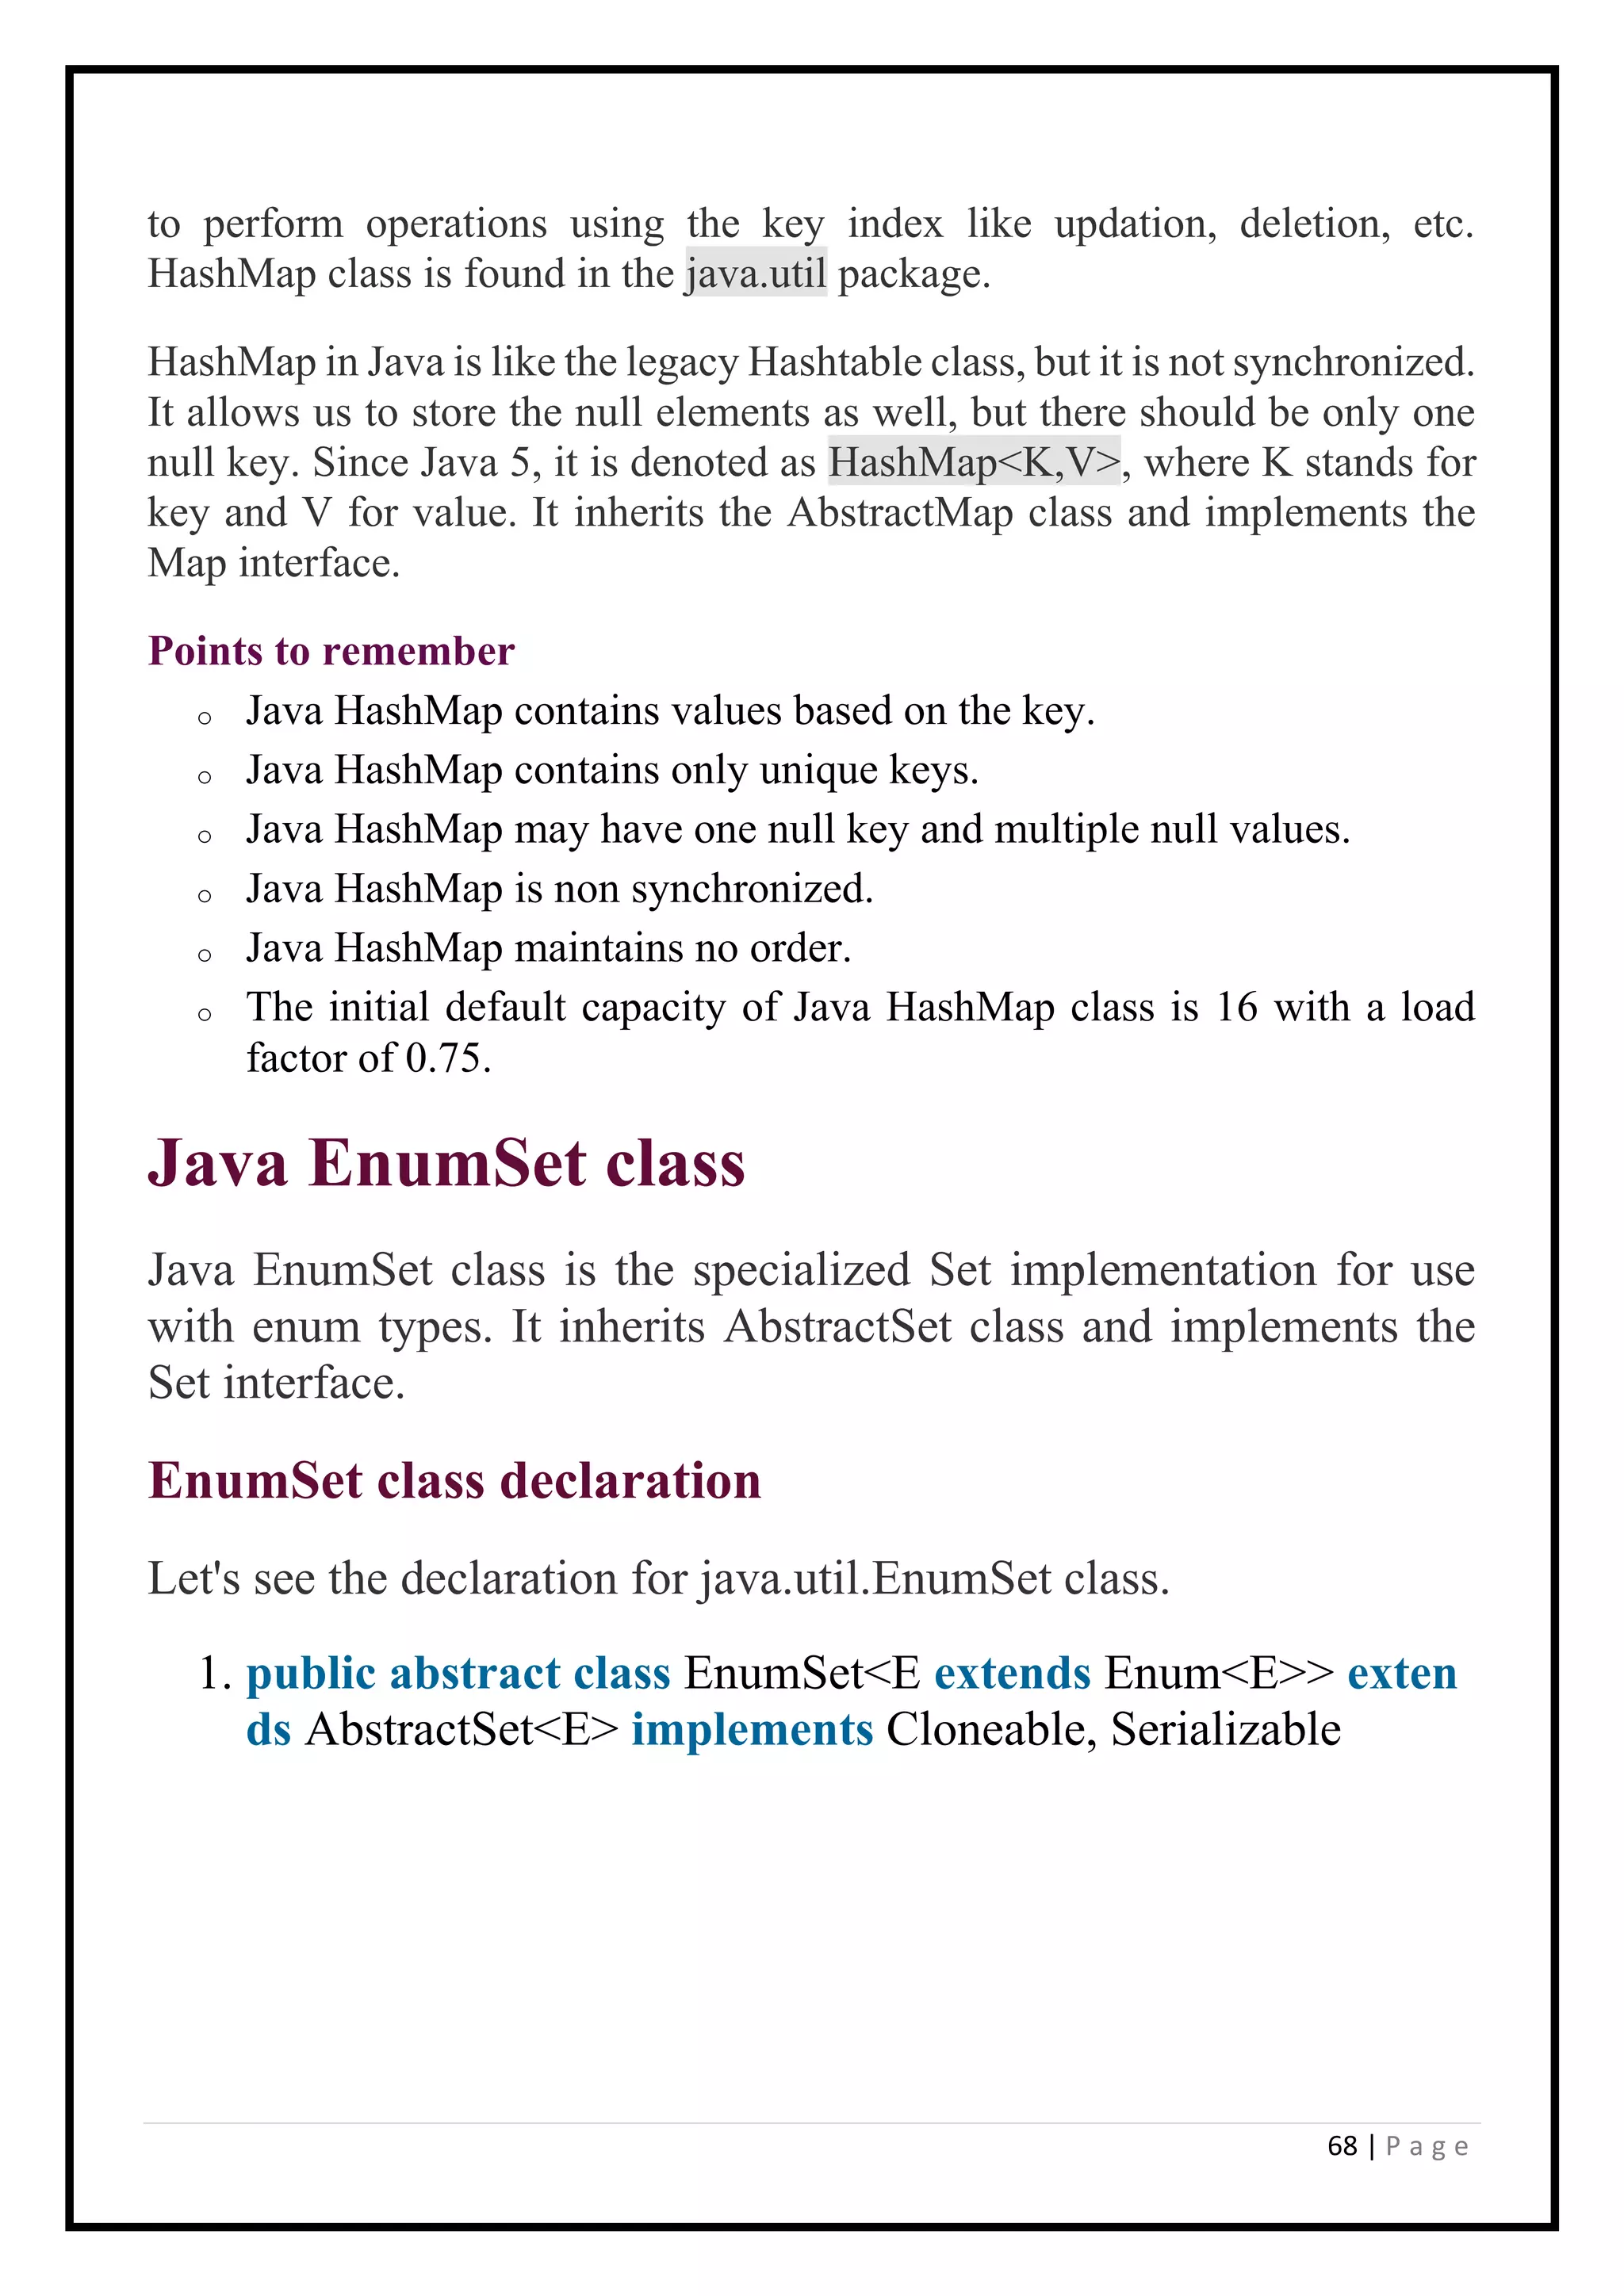 to perform operations using the key index like updation, deletion, etc.
HashMap class is found in the java.util package.
HashMap in Java is like the legacy Hashtable class, but it is not synchronized.
It allows us to store the null elements as well, but there should be only one
null key. Since Java 5, it is denoted as HashMap<K,V>, where K stands for
key and V for value. It inherits the AbstractMap class and implements the
Map interface.
Points to remember
o Java HashMap contains values based on the key.
o Java HashMap contains only unique keys.
o Java HashMap may have one null key and multiple null values.
o Java HashMap is non synchronized.
o Java HashMap maintains no order.
o The initial default capacity of Java HashMap class is 16 with a load
factor of 0.75.
Java EnumSet class
Java EnumSet class is the specialized Set implementation for use
with enum types. It inherits AbstractSet class and implements the
Set interface.
EnumSet class declaration
Let's see the declaration for java.util.EnumSet class.
1. public abstract class EnumSet<E extends Enum<E>> exten
ds AbstractSet<E> implements Cloneable, Serializable
68 | P a g e